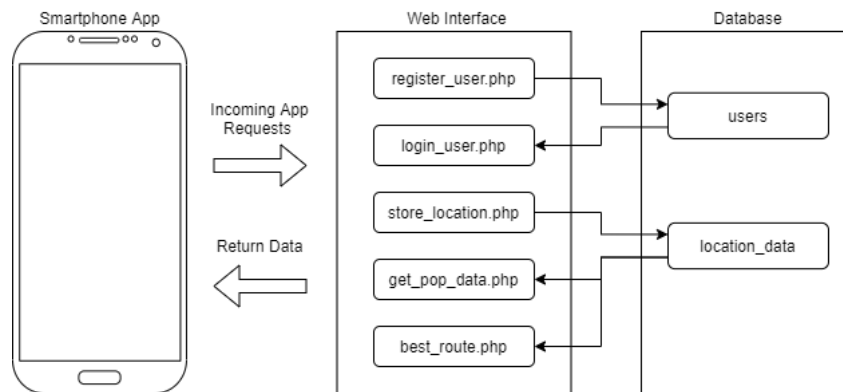 Smartphone App
Web Interface
Database
Incoming App
Requests
Return Data
register_user.php
login_user.php
store_location.php
get_pop_data.php
best_route.php
users
location_data